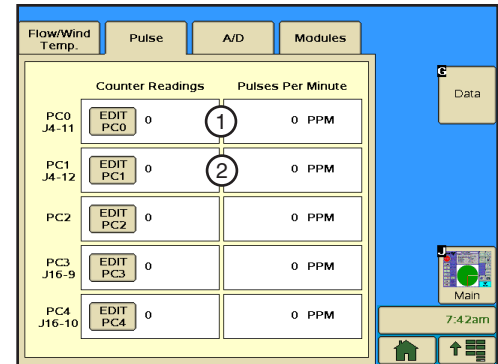 Flow/Wind
Temp.
Pulse
A/D
Modules
G
Data
Counter Readings
Pulses Per Minute
PC0
J4-11
EDIT
PC0
0
1
0 PPM
PC1
J4-12
EDIT
PC1
0
2
0 PPM
PC2
EDIT
PC2
0
0 PPM
PC3
J16-9
EDIT
PC3
0
0 PPM
PC4
J16-10
EDIT
PC4
0
0 PPM
J
Main
7:42am